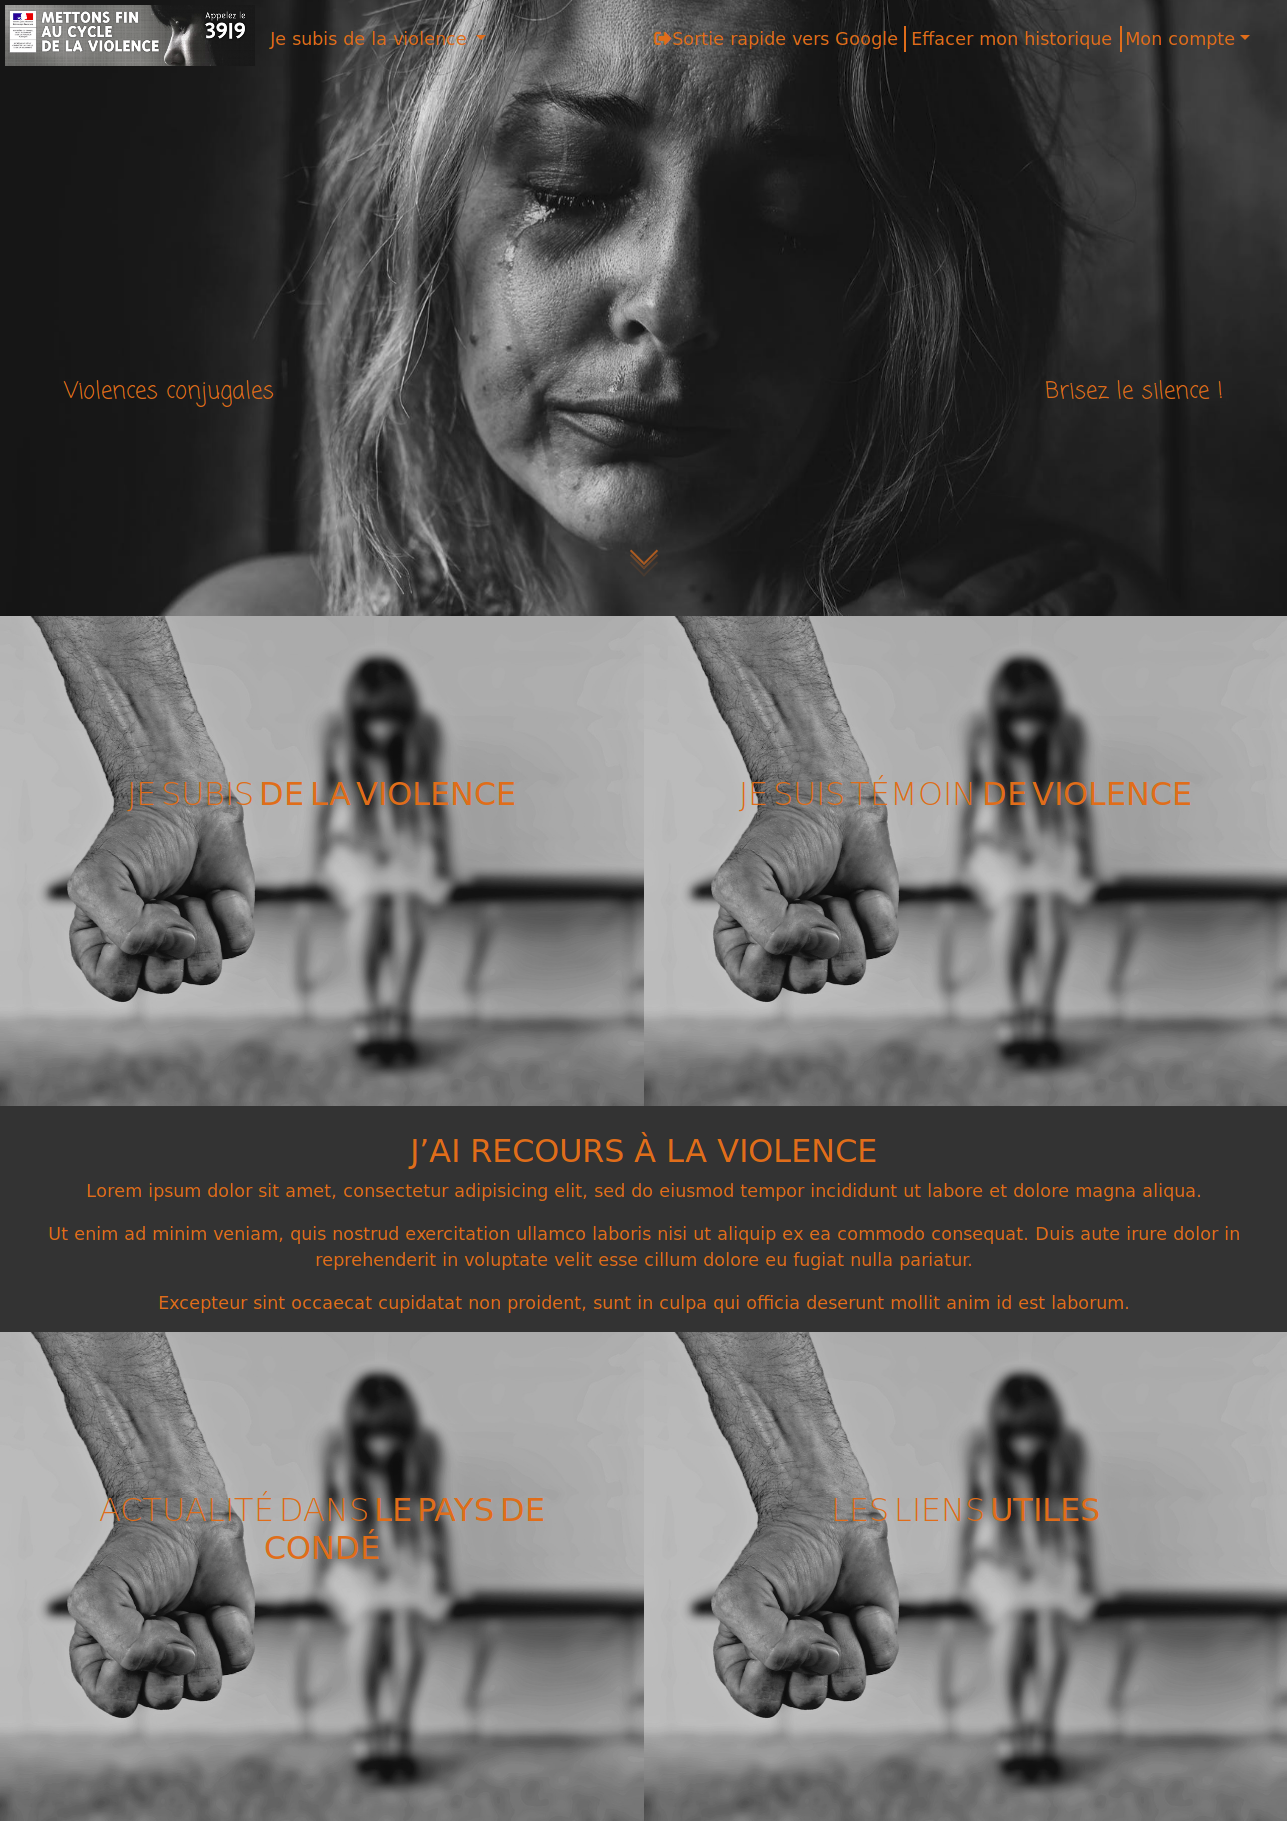 METTONS FIN
AU CYCLE
DE LA VIOLENCE
Appelez le
3919
Je subis de la violence
Sortie rapide vers Google
Effacer mon historique
Mon compte
Violences conjugales
Brisez le silence !
JE SUBIS DE LA VIOLENCE
JE SUIS TÉMOIN DE VIOLENCE
J’AI RECOURS À LA VIOLENCE
Lorem ipsum dolor sit amet, consectetur adipisicing elit, sed do eiusmod tempor incididunt ut labore et dolore magna aliqua.
Ut enim ad minim veniam, quis nostrud exercitation ullamco laboris nisi ut aliquip ex ea commodo consequat. Duis aute irure dolor in
reprehenderit in voluptate velit esse cillum dolore eu fugiat nulla pariatur.
Excepteur sint occaecat cupidatat non proident, sunt in culpa qui officia deserunt mollit anim id est laborum.
ACTUALITÉ DANS LE PAYS DE
CONDÉ
LES LIENS UTILES